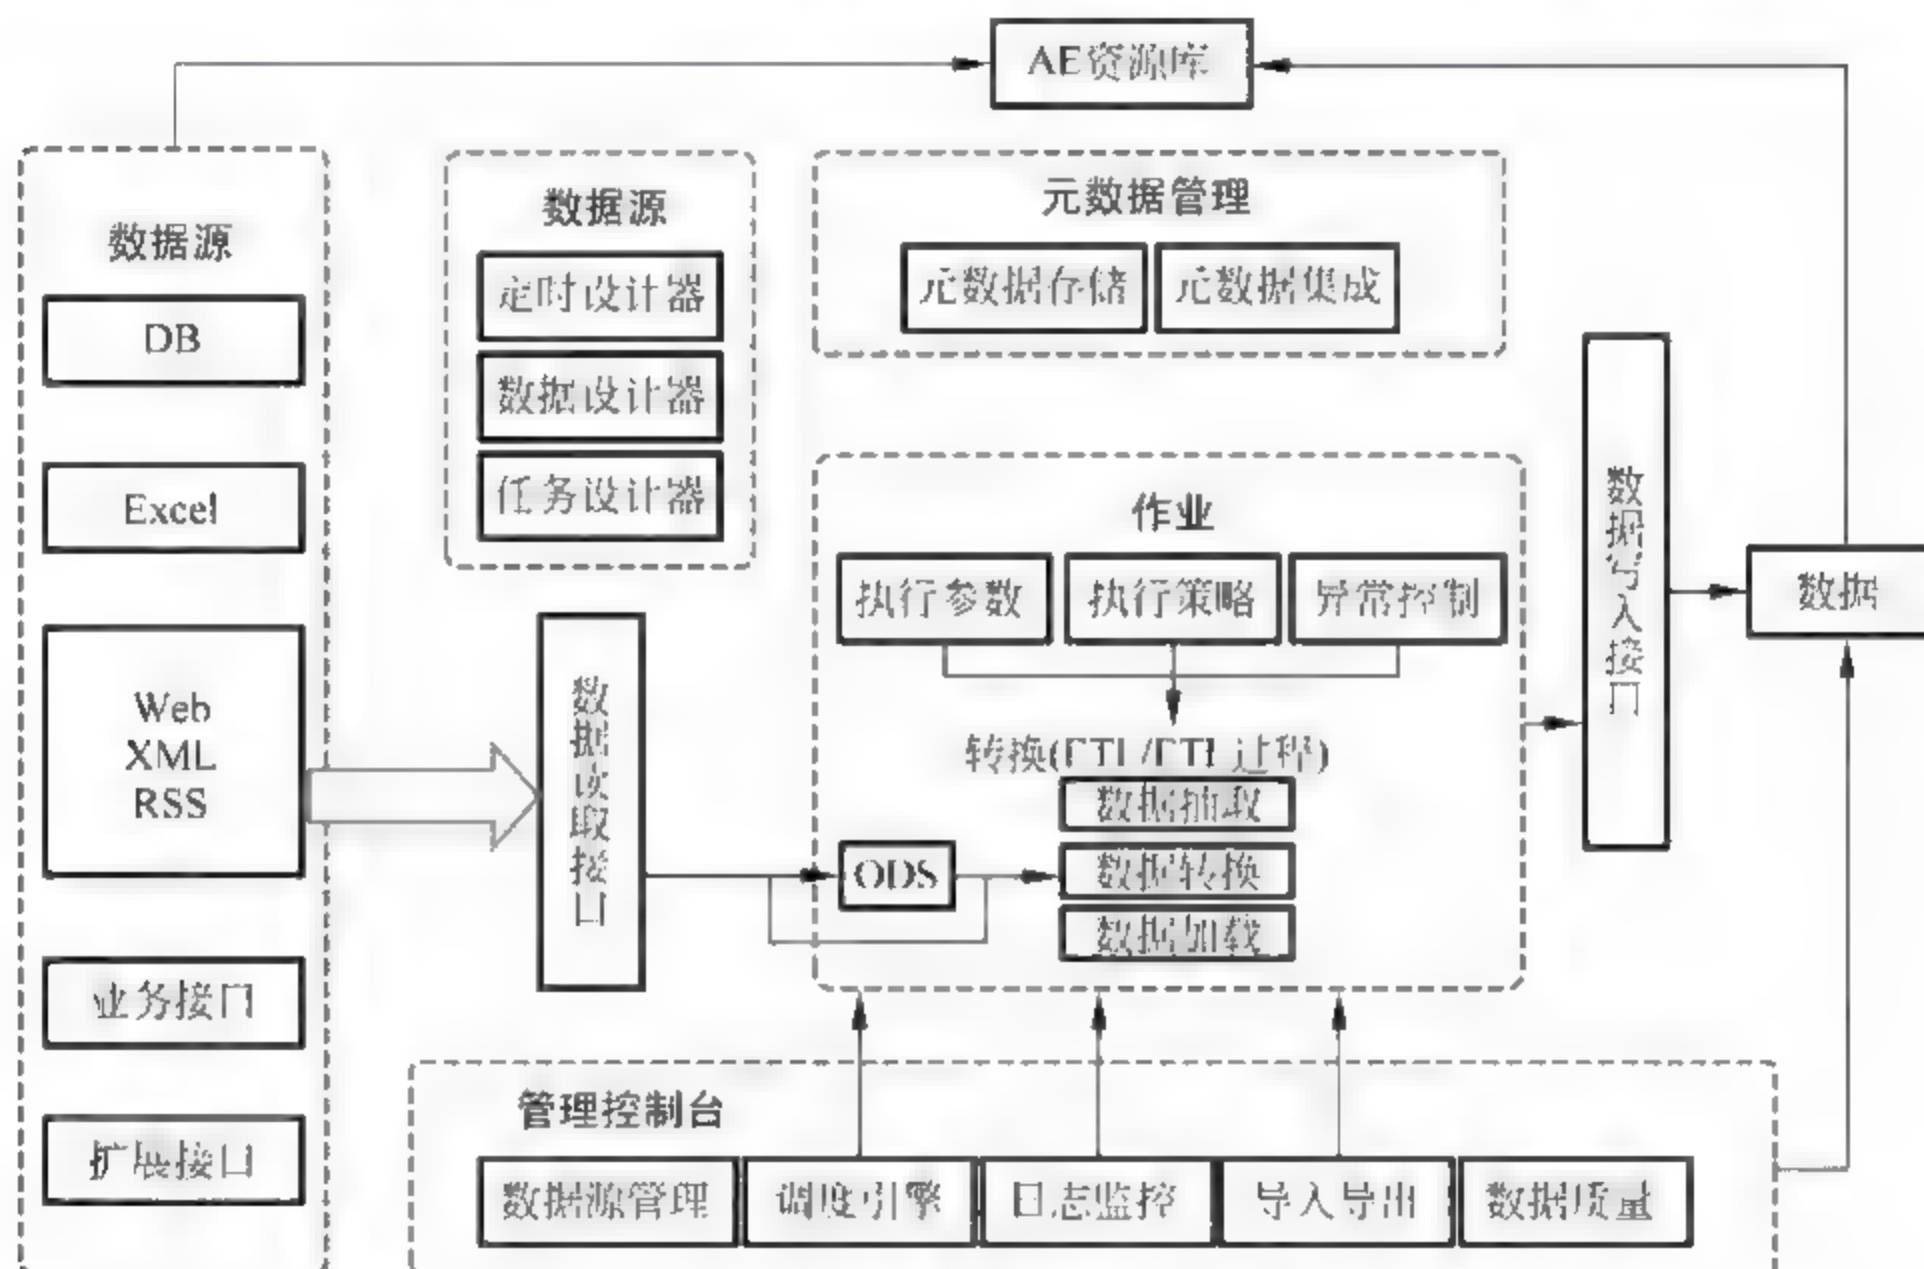 AE资源库
数据源
DB
Excel
Web
XML
RSS
业务接口
扩展接口
数据源
定时设计器
数据设计器
任务设计器
元数据管理
元数据存储
元数据集成
数据读取接口
作业
执行参数
执行策略
异常控制
转换(ETL/ETL过程)
ODS
数据抽取
数据转换
数据加载
数据写入接口
数据
管理控制台
数据源管理
调度引擎
日志监控
导入导出
数据质量